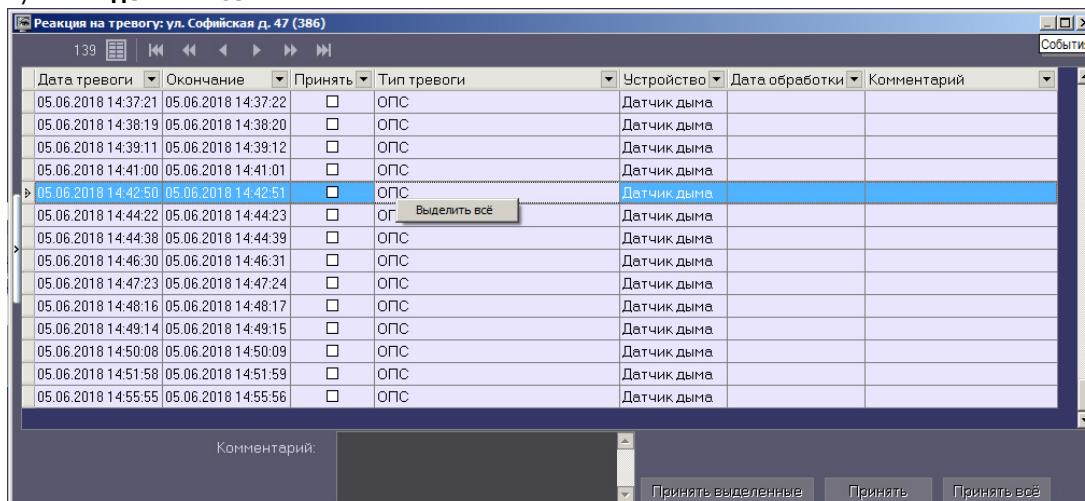 Реакция на тревогу: ул. Софийская д. 47 (386)
События
139
Дата тревоги Окончание Принять Тип тревоги Устройство Дата обработки Комментарий
05.06.2018 14:37:21 05.06.2018 14:37:22 ОПС Датчик дыма
05.06.2018 14:38:19 05.06.2018 14:38:20 ОПС Датчик дыма
05.06.2018 14:39:11 05.06.2018 14:39:12 ОПС Датчик дыма
05.06.2018 14:41:00 05.06.2018 14:41:01 ОПС Датчик дыма
05.06.2018 14:42:50 05.06.2018 14:42:51 ОПС Датчик дыма
05.06.2018 14:44:22 05.06.2018 14:44:23 Датчик дыма
Выделить всё
05.06.2018 14:44:38 05.06.2018 14:44:39 ОПС Датчик дыма
05.06.2018 14:46:30 05.06.2018 14:46:31 ОПС Датчик дыма
05.06.2018 14:47:23 05.06.2018 14:47:24 ОПС Датчик дыма
05.06.2018 14:48:16 05.06.2018 14:48:17 ОПС Датчик дыма
05.06.2018 14:49:14 05.06.2018 14:49:15 ОПС Датчик дыма
05.06.2018 14:50:08 05.06.2018 14:50:09 ОПС Датчик дыма
05.06.2018 14:51:58 05.06.2018 14:51:59 ОПС Датчик дыма
05.06.2018 14:55:55 05.06.2018 14:55:56 ОПС Датчик дыма
Комментарий:
Принять выделенные Принять Принять всё